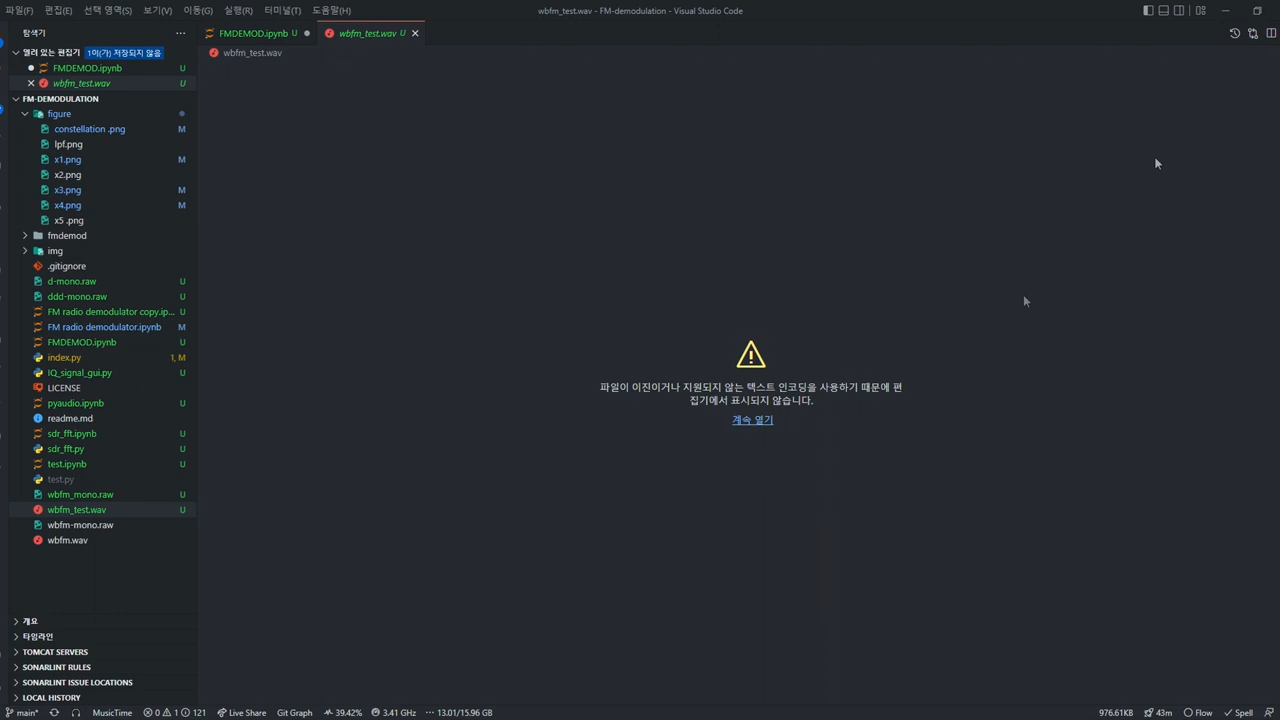 파일(F) 편집(E) 선택 영역(S) 보기(V) 이동(G) 실행(R) 터미널(T) 도움말(H)
wbfm_test.wav - FM-demodulation - Visual Studio Code
탐색기
FMDEMOD.ipynb U
wbfm_test.wav U
열려 있는 편집기 1이(가) 저장되지 않음
wbfm_test.wav
FMDEMOD.ipynb U
wbfm_test.wav U
FM-DEMODULATION
figure
constellation .png M
lpf.png
x1.png M
x2.png
x3.png M
x4.png M
x5 .png
fmdemod
img
.gitignore
d-mono.raw U
ddd-mono.raw U
FM radio demodulator copy.ip... U
FM radio demodulator.ipynb M
FMDEMOD.ipynb U
index.py 1, M
IQ_signal_gui.py U
LICENSE
pyaudio.ipynb U
readme.md
sdr_fft.ipynb U
sdr_fft.py U
test.ipynb U
test.py
wbfm_mono.raw U
wbfm_test.wav U
wbfm-mono.raw
wbfm.wav
파일이 이진이거나 지원되지 않는 텍스트 인코딩을 사용하기 때문에 편
집기에서 표시되지 않습니다.
계속 열기
개요
타임라인
TOMCAT SERVERS
SONARLINT RULES
SONARLINT ISSUE LOCATIONS
LOCAL HISTORY
main* MusicTime 0 1 121 Live Share Git Graph 39.42% 3.41 GHz 13.01/15.96 GB 976.61KB 43m Flow Spell